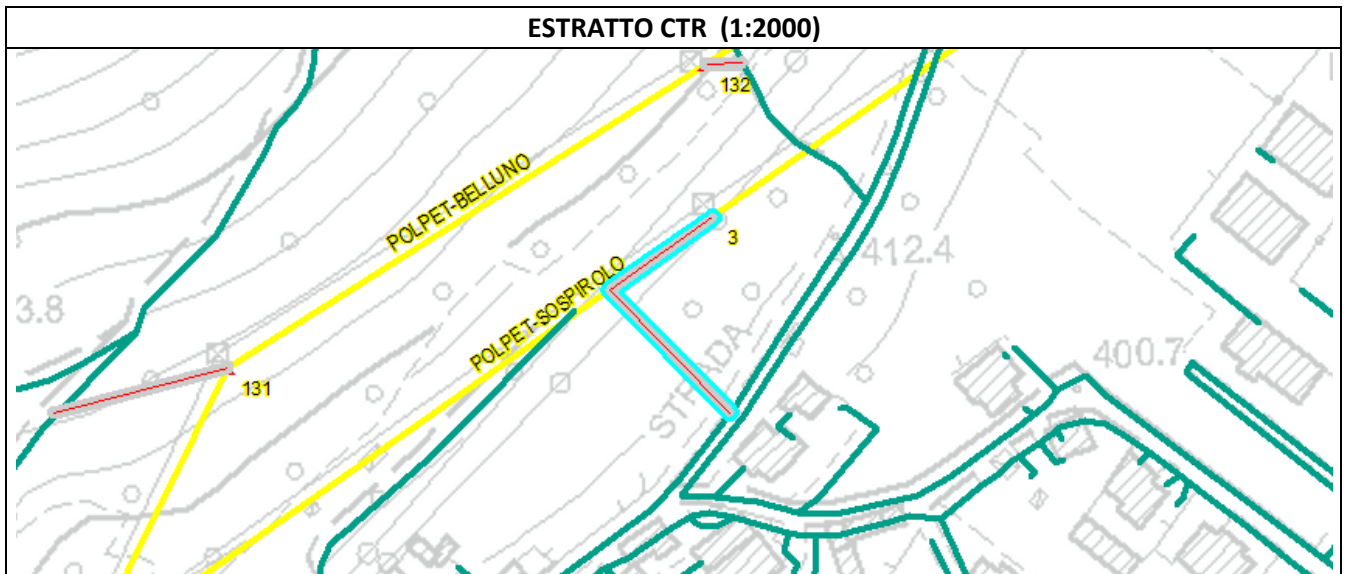 ESTRATTO CTR (1:2000)
132
POLPET-BELLUNO
3
412.4
POLPET-SOSPIROLO
3.8
STRADA
400.7
131